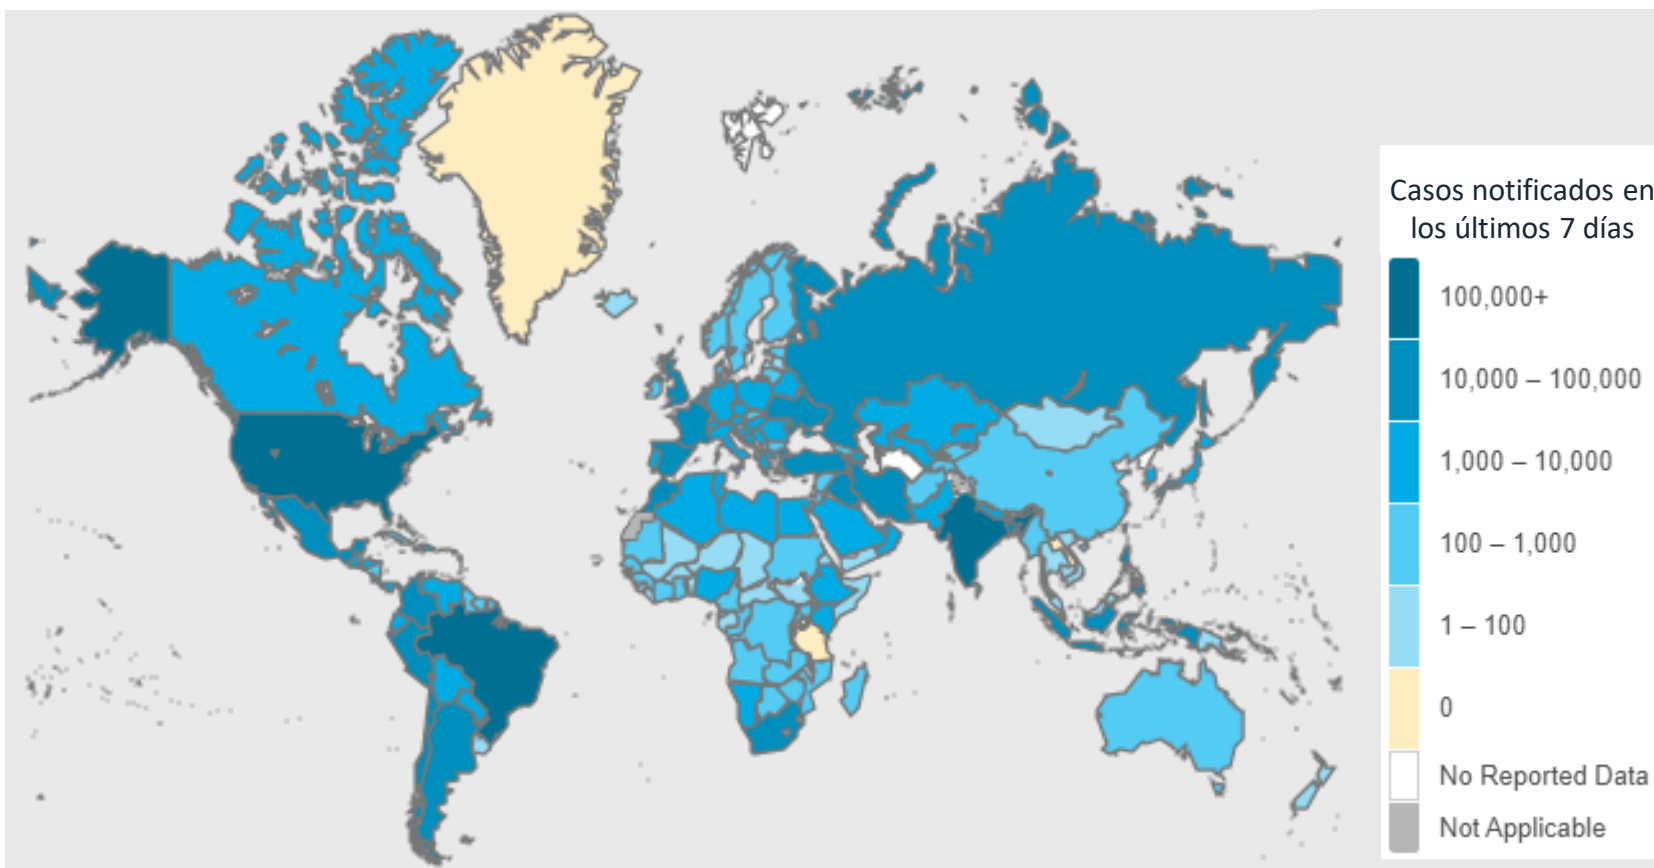 Casos notificados en
los últimos 7 días
100,000+
10,000 – 100,000
1,000 – 10,000
100 – 1,000
1 – 100
0
No Reported Data
Not Applicable